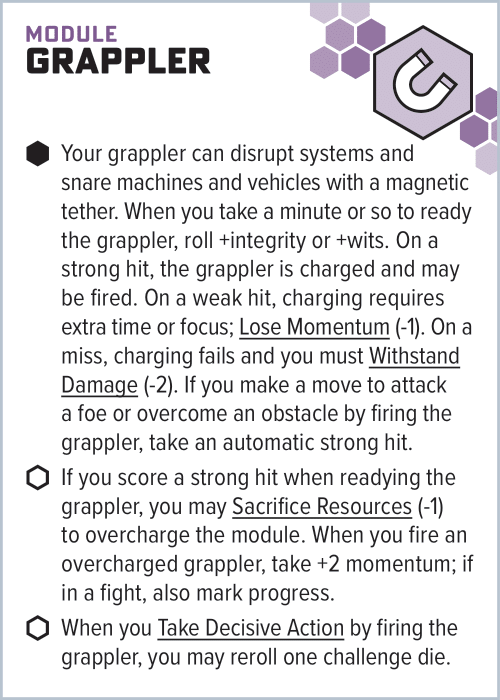 MODULE
GRAPPLER
Your grappler can disrupt systems and
snare machines and vehicles with a magnetic
tether. When you take a minute or so to ready
the grappler, roll +integrity or +wits. On a
strong hit, the grappler is charged and may
be fired. On a weak hit, charging requires
extra time or focus; Lose Momentum (-1). On a
miss, charging fails and you must Withstand
Damage (-2). If you make a move to attack
a foe or overcome an obstacle by firing the
grappler, take an automatic strong hit.
If you score a strong hit when readying the
grappler, you may Sacrifice Resources (-1)
to overcharge the module. When you fire an
overcharged grappler, take +2 momentum; if
in a fight, also mark progress.
When you Take Decisive Action by firing the
grappler, you may reroll one challenge die.